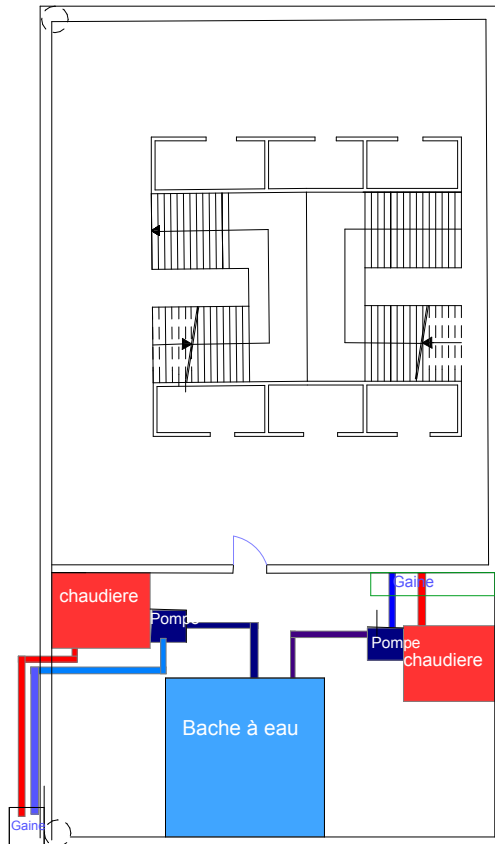 Gaine
chaudiere
Pompe
Pompe
chaudiere
Bache à eau
Gaine